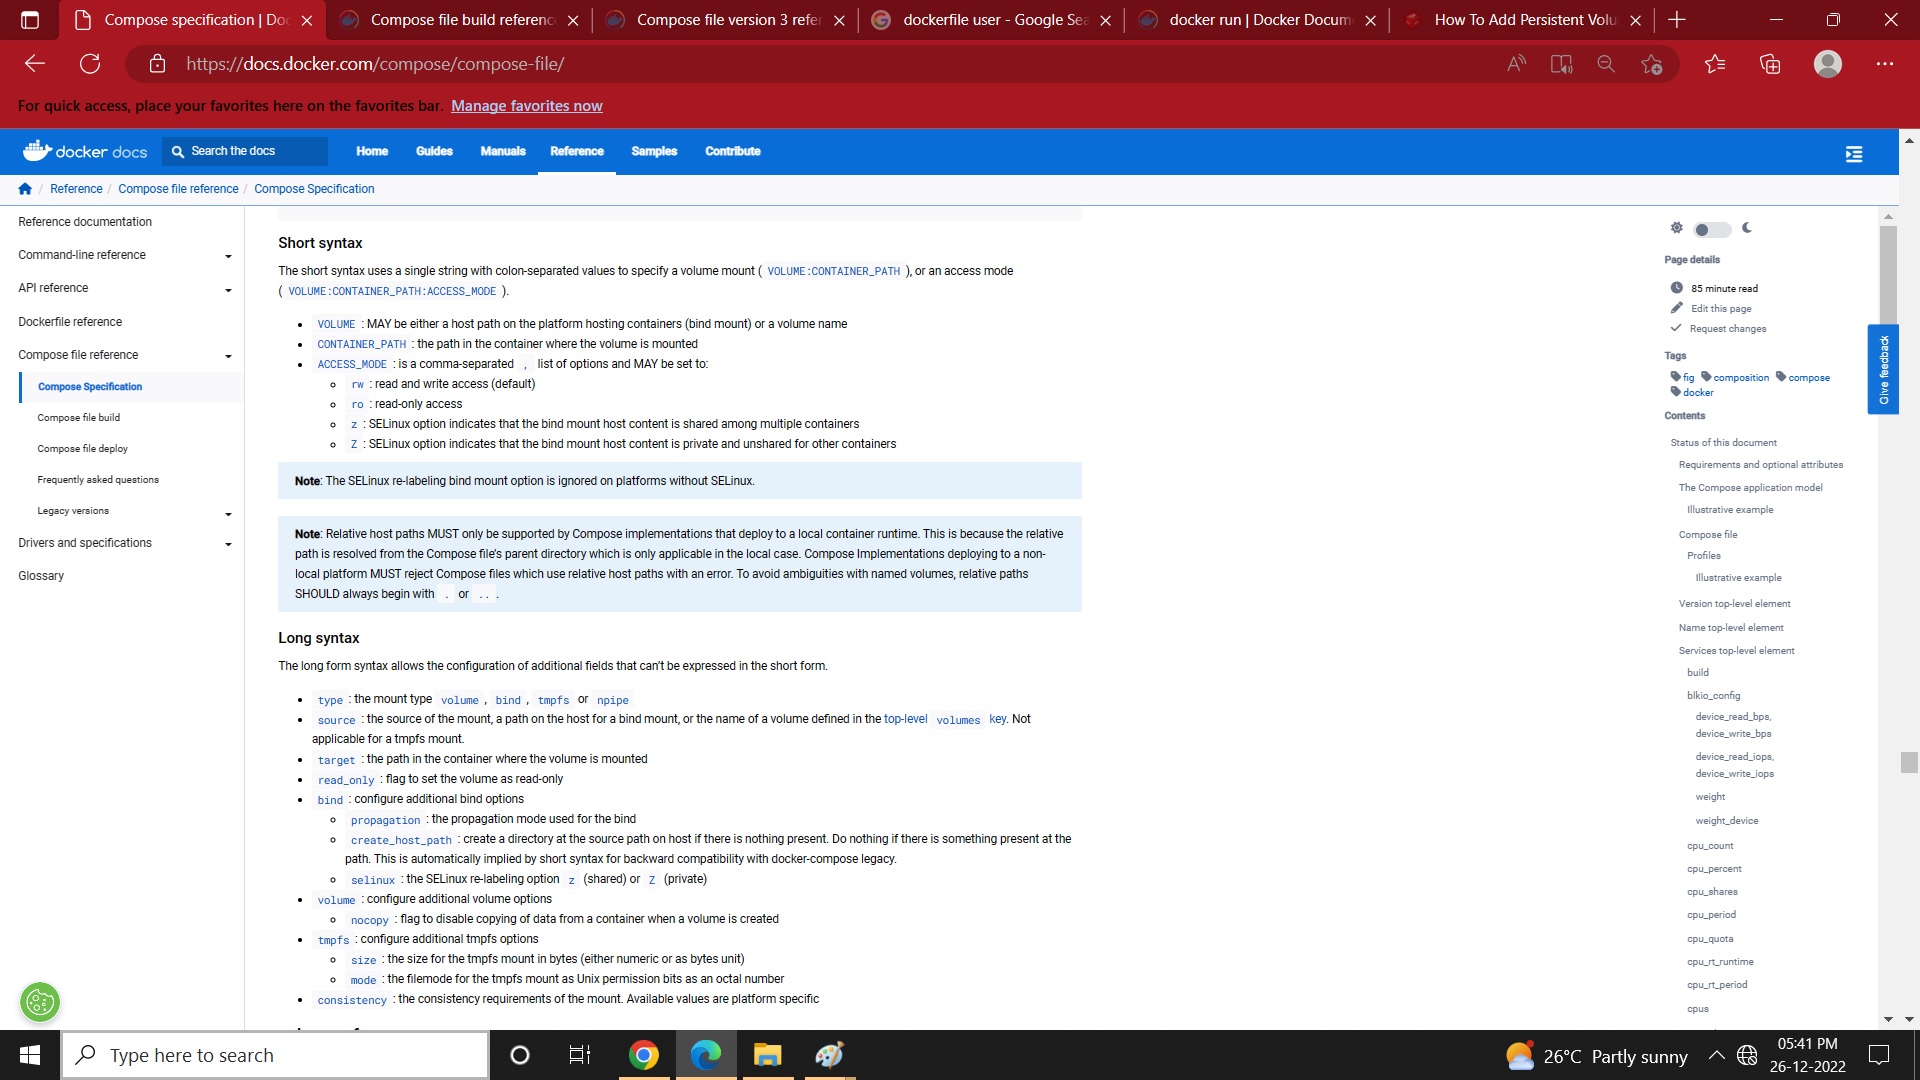 Compose specification | Do
Compose file build referenc
Compose file version 3 refer
dockerfile user - Google Sea
docker run | Docker Docum
How To Add Persistent Volu
https://docs.docker.com/compose/compose-file/
For quick access, place your favorites here on the favorites bar. Manage favorites now
docker docs
Search the docs
Home Guides Manuals Reference Samples Contribute
Reference / Compose file reference / Compose Specification
Reference documentation
Command-line reference
API reference
Dockerfile reference
Compose file reference
Compose Specification
Compose file build
Compose file deploy
Frequently asked questions
Legacy versions
Drivers and specifications
Glossary
Short syntax
The short syntax uses a single string with colon-separated values to specify a volume mount ( VOLUME:CONTAINER_PATH ), or an access mode
( VOLUME:CONTAINER_PATH:ACCESS_MODE ).
VOLUME : MAY be either a host path on the platform hosting containers (bind mount) or a volume name
CONTAINER_PATH : the path in the container where the volume is mounted
ACCESS_MODE : is a comma-separated , list of options and MAY be set to:
rw : read and write access (default)
ro : read-only access
z : SELinux option indicates that the bind mount host content is shared among multiple containers
Z : SELinux option indicates that the bind mount host content is private and unshared for other containers
Note: The SELinux re-labeling bind mount option is ignored on platforms without SELinux.
Note: Relative host paths MUST only be supported by Compose implementations that deploy to a local container runtime. This is because the relative
path is resolved from the Compose file's parent directory which is only applicable in the local case. Compose Implementations deploying to a non-
local platform MUST reject Compose files which use relative host paths with an error. To avoid ambiguities with named volumes, relative paths
SHOULD always begin with . or .. .
Long syntax
The long form syntax allows the configuration of additional fields that can't be expressed in the short form.
type : the mount type volume , bind , tmpfs or npipe
source : the source of the mount, a path on the host for a bind mount, or the name of a volume defined in the top-level volumes key. Not
applicable for a tmpfs mount.
target : the path in the container where the volume is mounted
read_only : flag to set the volume as read-only
bind : configure additional bind options
propagation : the propagation mode used for the bind
create_host_path : create a directory at the source path on host if there is nothing present. Do nothing if there is something present at the
path. This is automatically implied by short syntax for backward compatibility with docker-compose legacy.
selinux : the SELinux re-labeling option z (shared) or Z (private)
volume : configure additional volume options
nocopy : flag to disable copying of data from a container when a volume is created
tmpfs : configure additional tmpfs options
size : the size for the tmpfs mount in bytes (either numeric or as bytes unit)
mode : the filemode for the tmpfs mount as Unix permission bits as an octal number
consistency : the consistency requirements of the mount. Available values are platform specific
Page details
85 minute read
Edit this page
Request changes
Tags
fig composition compose
docker
Contents
Status of this document
Requirements and optional attributes
The Compose application model
Illustrative example
Compose file
Profiles
Illustrative example
Version top-level element
Name top-level element
Services top-level element
build
blkio_config
device_read_bps,
device_write_bps
device_read_iops,
device_write_iops
weight
weight_device
cpu_count
cpu_percent
cpu_shares
cpu_period
cpu_quota
cpu_rt_runtime
cpu_rt_period
cpus
Give feedback
Type here to search
26°C Partly sunny
05:41 PM
26-12-2022